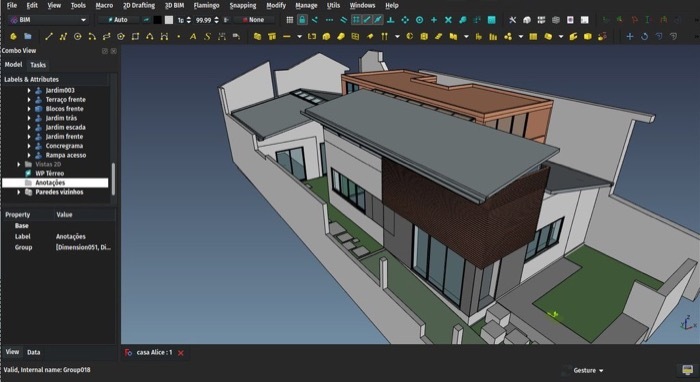 File Edit View Tools Macro 2D Drafting 3D BIM Flamingo Snapping Modify Manage Utils Windows Help
BIM Auto 1p 99.99 None
Combo View
Model Tasks
Labels & Attributes
Jardim003
Terraço frente
Blocos frente
Jardim trás
Jardim escada
Jardim frente
Concregrama
Rampa acesso
Vistas 2D
WP Térreo
Anotações
Paredes vizinhos
Property Value
Base
Label Anotações
Group [Dimension051, Di...
View Data
casa Alice : 1
Valid, Internal name: Group018
Gesture